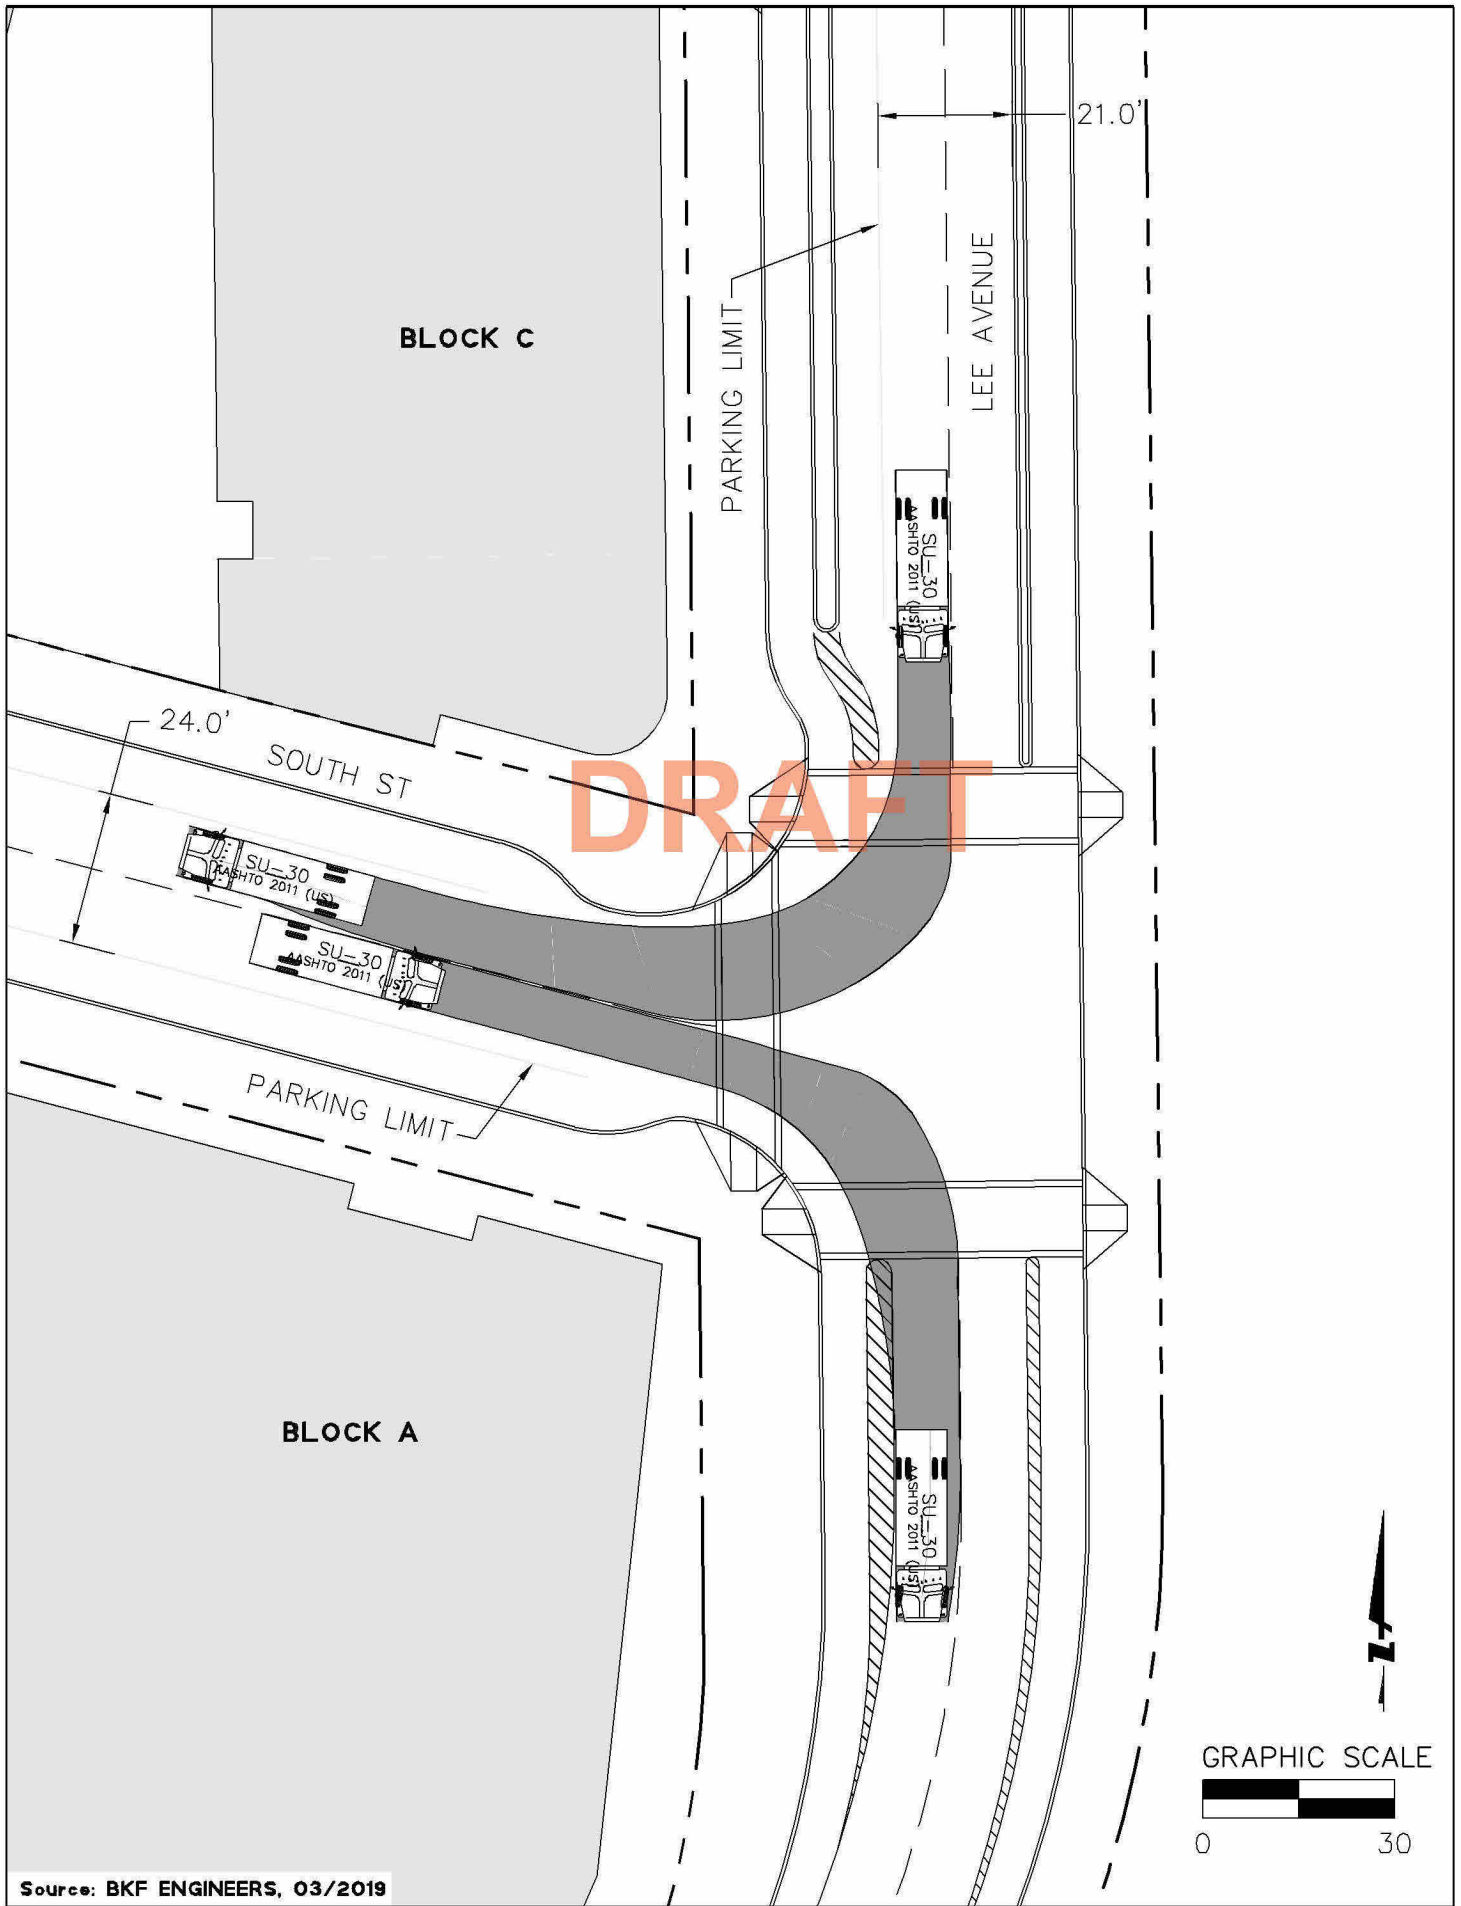 21.0'
LEE AVENUE
PARKING LIMIT
BLOCK C
SU-30
AASHTO 2011 (US)
24.0'
SOUTH ST
DRAFT
SU-30
AASHTO 2011 (US)
SU-30
AASHTO 2011 (US)
PARKING LIMIT
BLOCK A
SU-30
AASHTO 2011 (US)
GRAPHIC SCALE
0 30
Source: BKF ENGINEERS, 03/2019